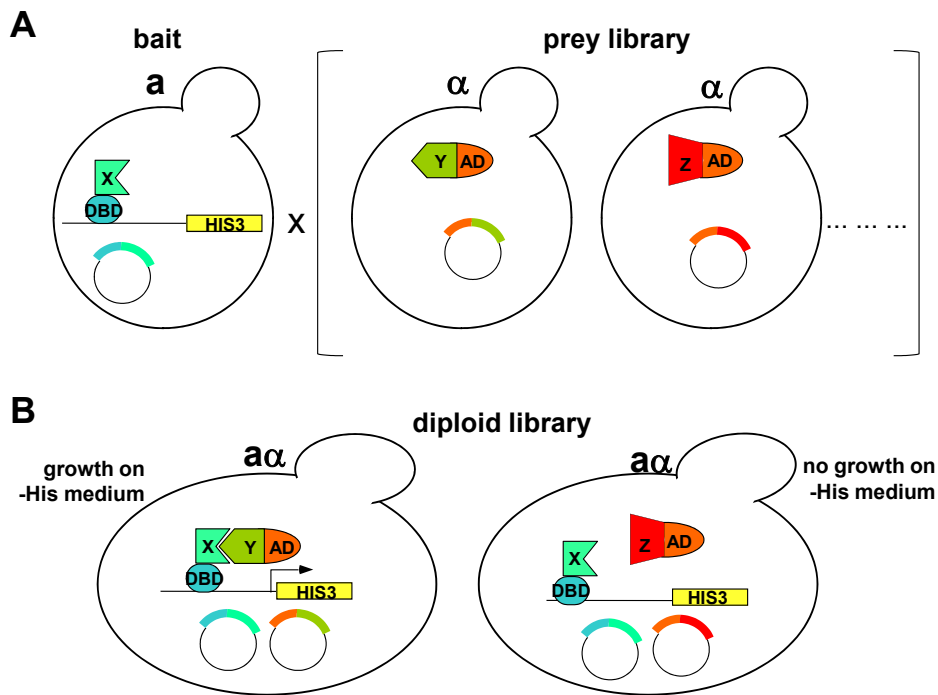 A
bait
prey library
a
α
α
X
DBD
HIS3
X
Y AD
Z AD
... ... ...
B
diploid library
growth on
-His medium
aα
aα
no growth on
-His medium
X Y AD
DBD
HIS3
Z AD
X
DBD
HIS3